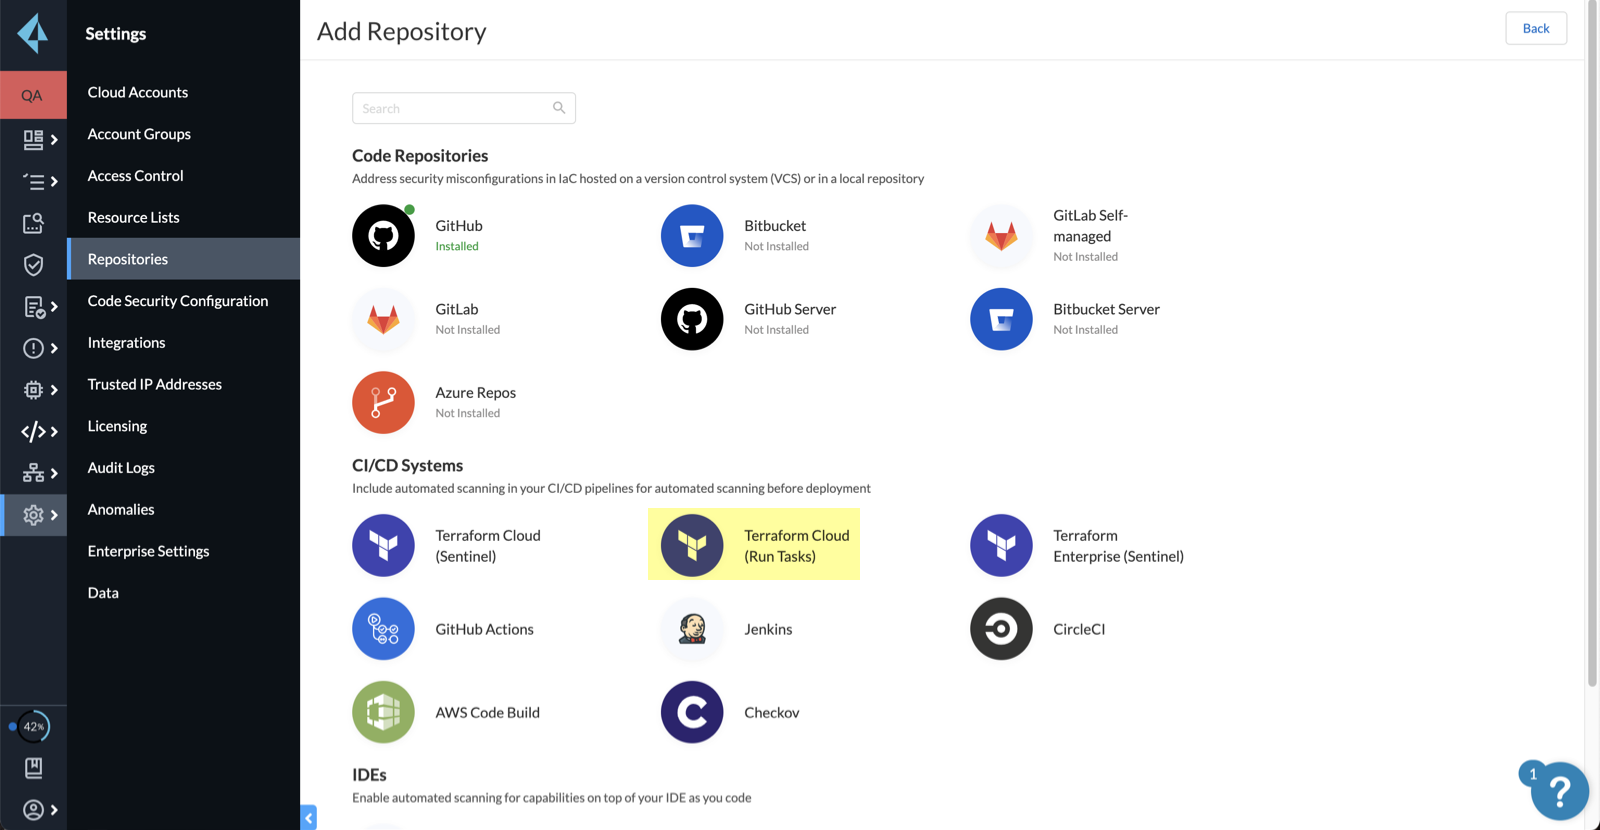 Settings
Add Repository
Back
QA
Cloud Accounts
Account Groups
Access Control
Resource Lists
Repositories
Code Security Configuration
Integrations
Trusted IP Addresses
Licensing
Audit Logs
Anomalies
Enterprise Settings
Data
42%
Search
Code Repositories
Address security misconfigurations in IaC hosted on a version control system (VCS) or in a local repository
GitHub
Installed
Bitbucket
Not Installed
GitLab Self-
managed
Not Installed
GitLab
Not Installed
GitHub Server
Not Installed
Bitbucket Server
Not Installed
Azure Repos
Not Installed
CI/CD Systems
Include automated scanning in your CI/CD pipelines for automated scanning before deployment
Terraform Cloud
(Sentinel)
Terraform Cloud
(Run Tasks)
Terraform
Enterprise (Sentinel)
GitHub Actions
Jenkins
CircleCI
AWS Code Build
Checkov
IDEs
Enable automated scanning for capabilities on top of your IDE as you code
1
?